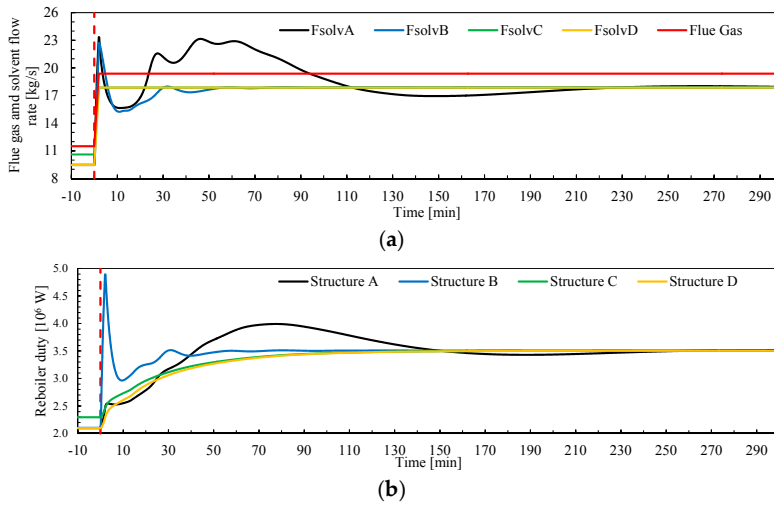 26
23
20
17
14
11
8
Flue gas and solvent flow
rate [kg/s]
FsolvA FsolvB FsolvC FsolvD Flue Gas
-10 10 30 50 70 90 110 130 150 170 190 210 230 250 270 290
Time [min]
(a)
5.0
4.5
4.0
3.5
3.0
2.5
2.0
Reboiler duty [10⁶ W]
Structure A Structure B Structure C Structure D
-10 10 30 50 70 90 110 130 150 170 190 210 230 250 270 290
Time [min]
(b)